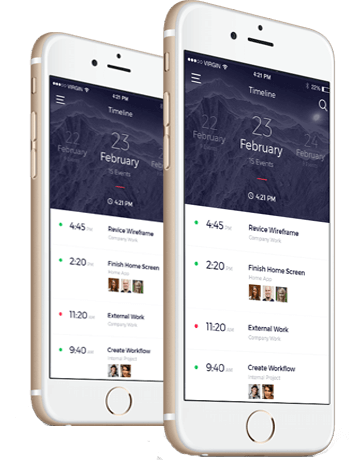 VIRGIN 4:21 PM
Timeline
22 23
February February
15 Events
4:21 PM
4:45 PM Revice Wireframe
Company Work
2:20 PM Finish Home Screen
Home App
11:20 AM External Work
Company Work
9:40 AM Create Workflow
Internal Project
VIRGIN 4:21 PM 22%
Timeline
22 23 24
February February
15 Events
4:21 PM
4:45 PM Revice Wireframe
Company Work
2:20 PM Finish Home Screen
Home App
11:20 AM External Work
Company Work
9:40 AM Create Workflow
Internal Project